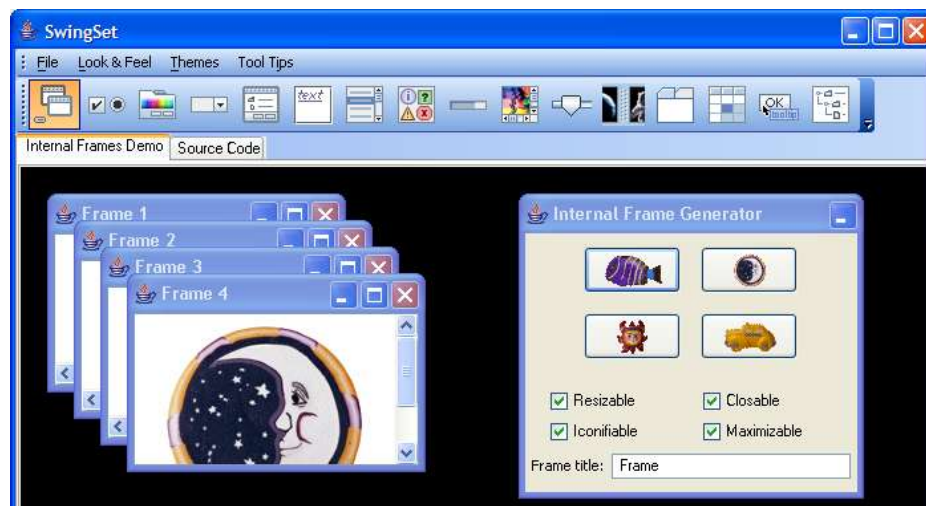 SwingSet
File Look & Feel Themes Tool Tips
text
OK
tooltip
Internal Frames Demo Source Code
Frame 1
Frame 2
Frame 3
Frame 4
Internal Frame Generator
Resizable Closable
Iconifiable Maximizable
Frame title: Frame